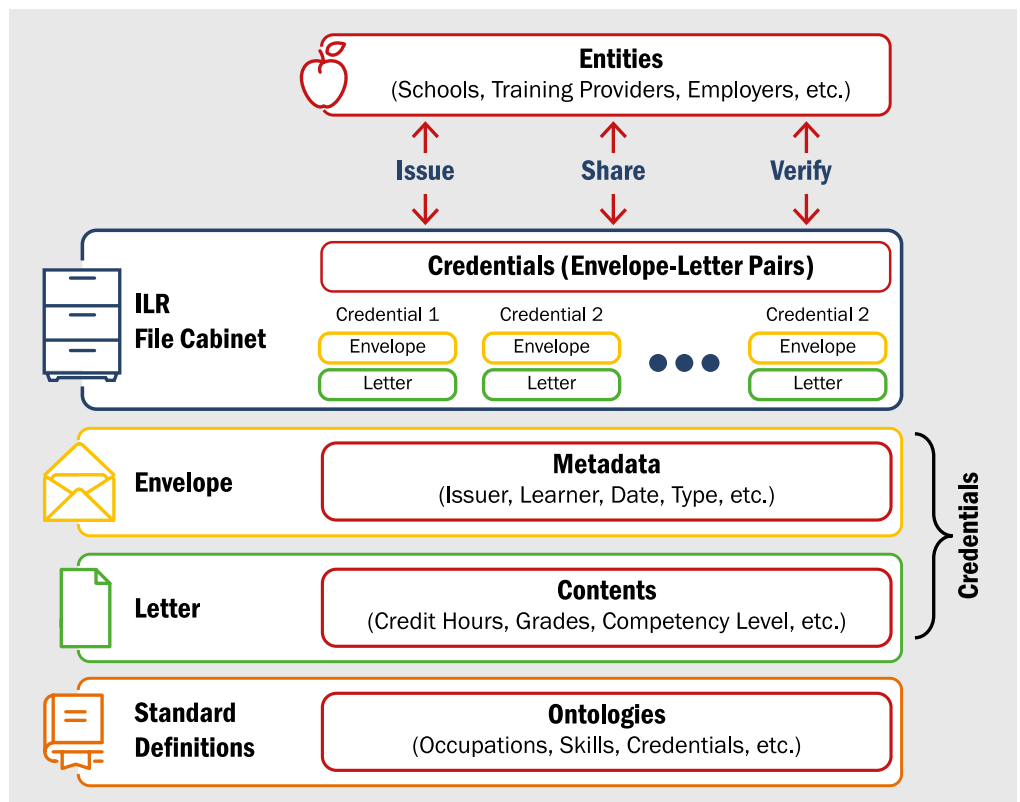 Entities
(Schools, Training Providers, Employers, etc.)
Issue
Share
Verify
ILR
File Cabinet
Credentials (Envelope-Letter Pairs)
Credential 1
Credential 2
Credential 2
Envelope
Envelope
Envelope
Letter
Letter
Letter
Envelope
Metadata
(Issuer, Learner, Date, Type, etc.)
Letter
Contents
(Credit Hours, Grades, Competency Level, etc.)
Credentials
Standard
Definitions
Ontologies
(Occupations, Skills, Credentials, etc.)